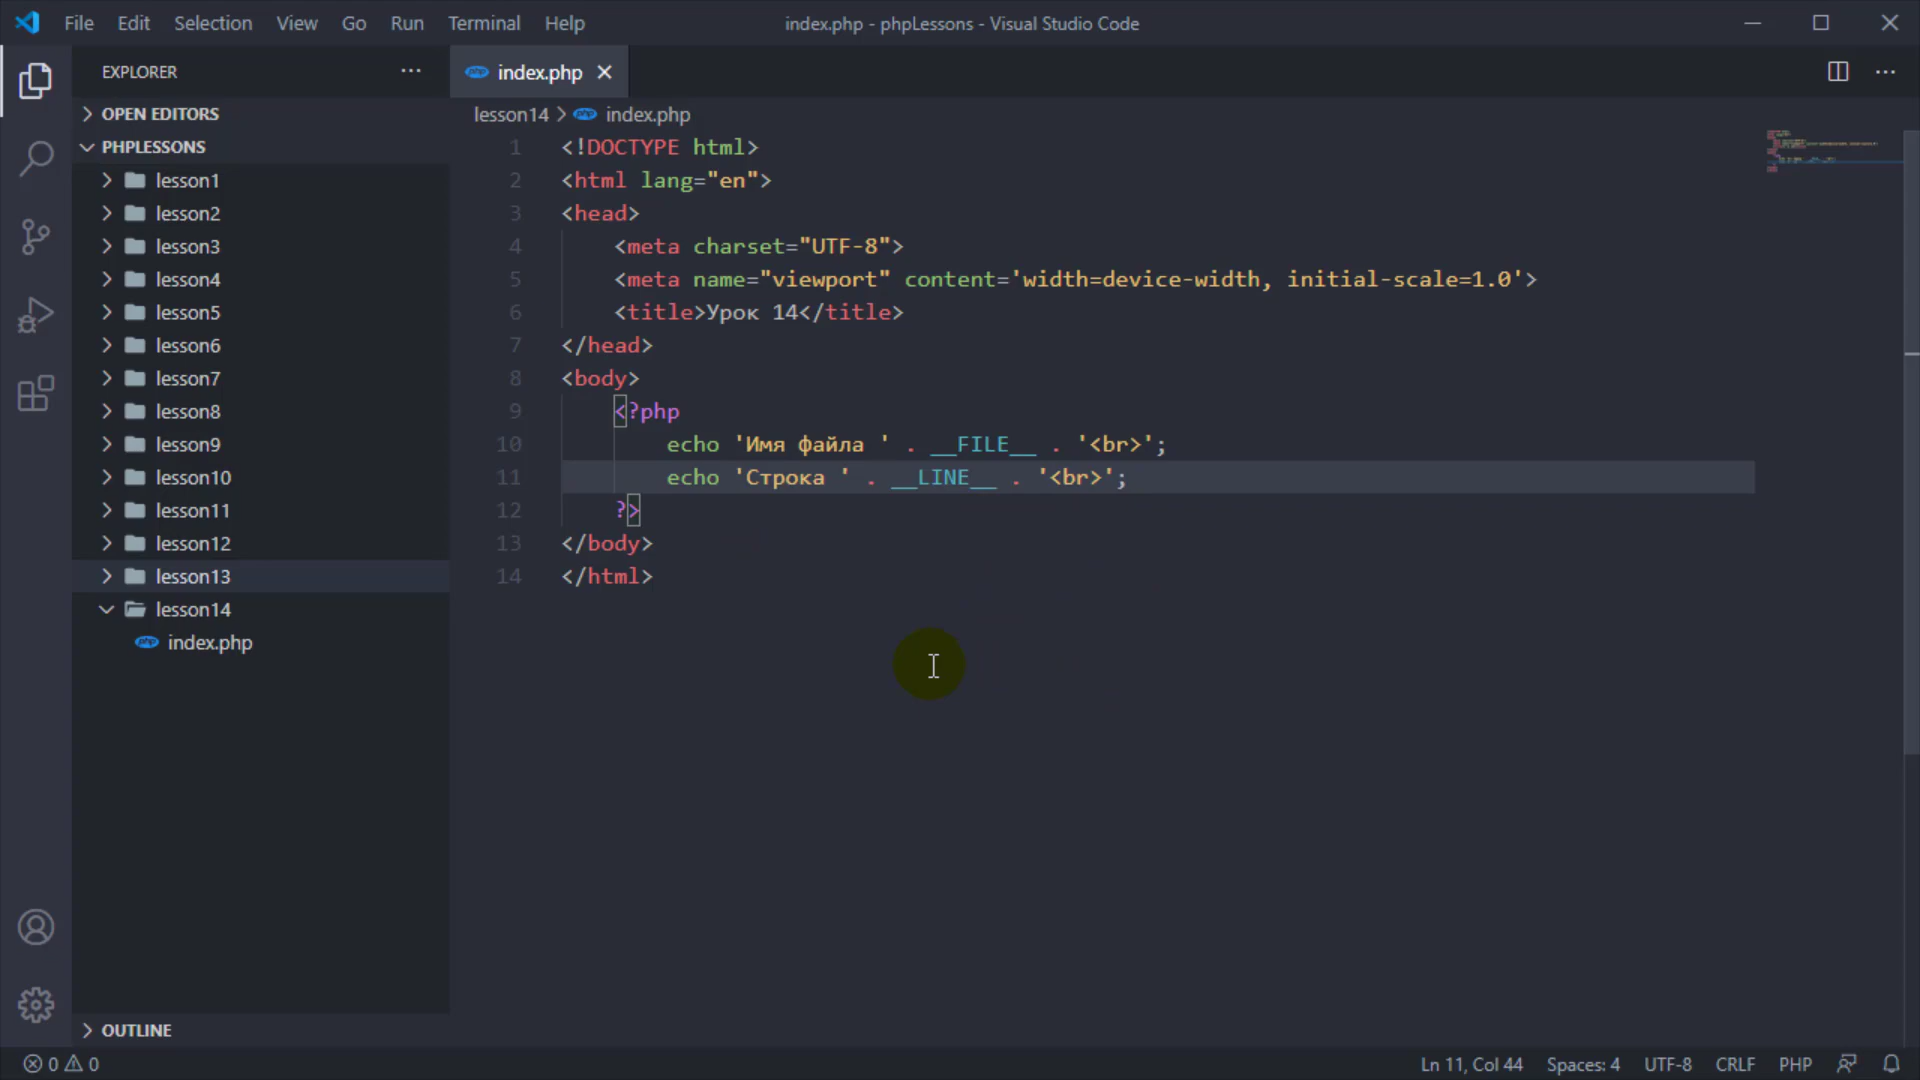 File Edit Selection View Go Run Terminal Help index.php - phpLessons - Visual Studio Code
EXPLORER
OPEN EDITORS
PHPLESSONS
lesson1
lesson2
lesson3
lesson4
lesson5
lesson6
lesson7
lesson8
lesson9
lesson10
lesson11
lesson12
lesson13
lesson14
php index.php
OUTLINE
php index.php
lesson14 > php index.php
1 <!DOCTYPE html>
2 <html lang="en">
3 <head>
4 <meta charset="UTF-8">
5 <meta name="viewport" content='width=device-width, initial-scale=1.0'>
6 <title>Урок 14</title>
7 </head>
8 <body>
9 <?php
10 echo 'Имя файла ' . __FILE__ . '<br>';
11 echo 'Строка ' . __LINE__ . '<br>';
12 ?>
13 </body>
14 </html>
0 0 Ln 11, Col 44 Spaces: 4 UTF-8 CRLF PHP